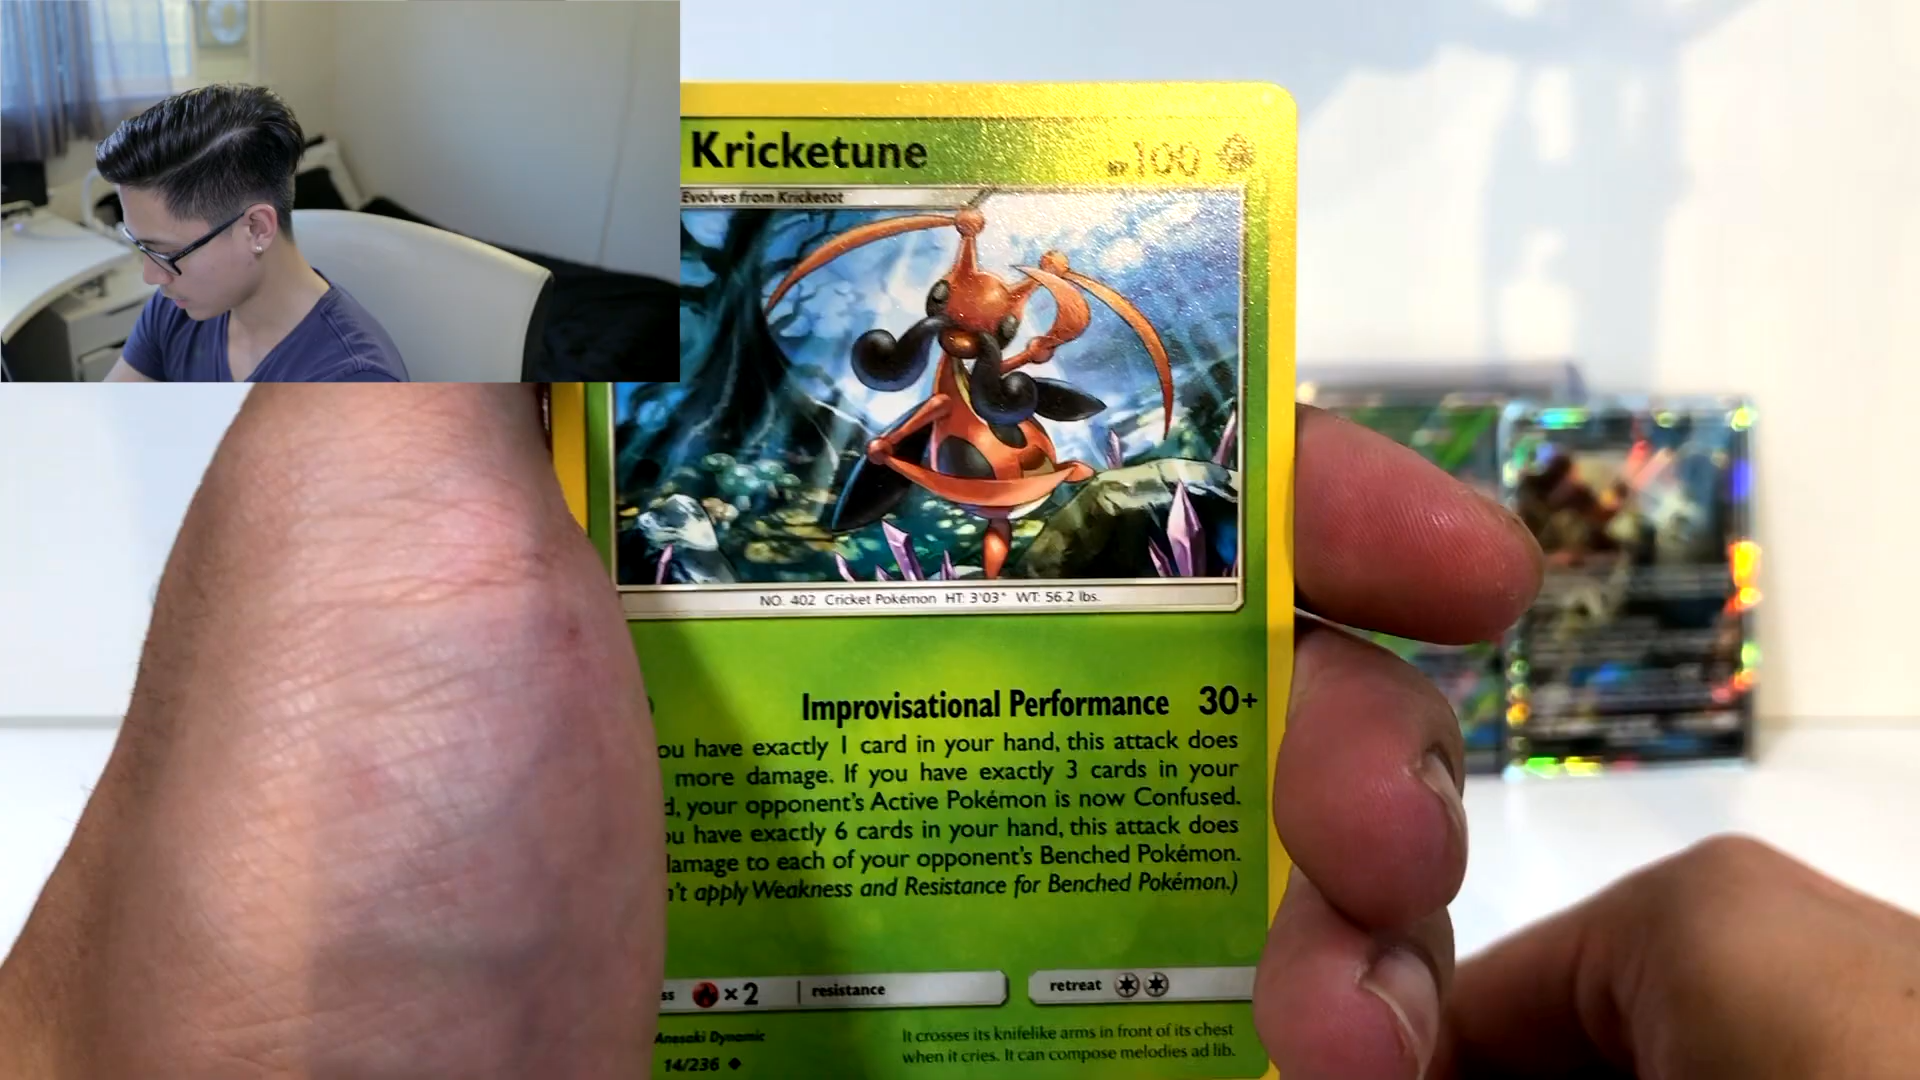 Kricketune HP 100
Evolves from Kricketot
NO. 402 Cricket Pokémon HT: 3'03" WT: 56.2 lbs.
Improvisational Performance 30+
ou have exactly 1 card in your hand, this attack does
more damage. If you have exactly 3 cards in your
d, your opponent's Active Pokémon is now Confused.
ou have exactly 6 cards in your hand, this attack does
damage to each of your opponent's Benched Pokémon.
n't apply Weakness and Resistance for Benched Pokémon.)
ss ×2 resistance retreat
Anesaki Dynamic
14/236
It crosses its knifelike arms in front of its chest
when it cries. It can compose melodies ad lib.